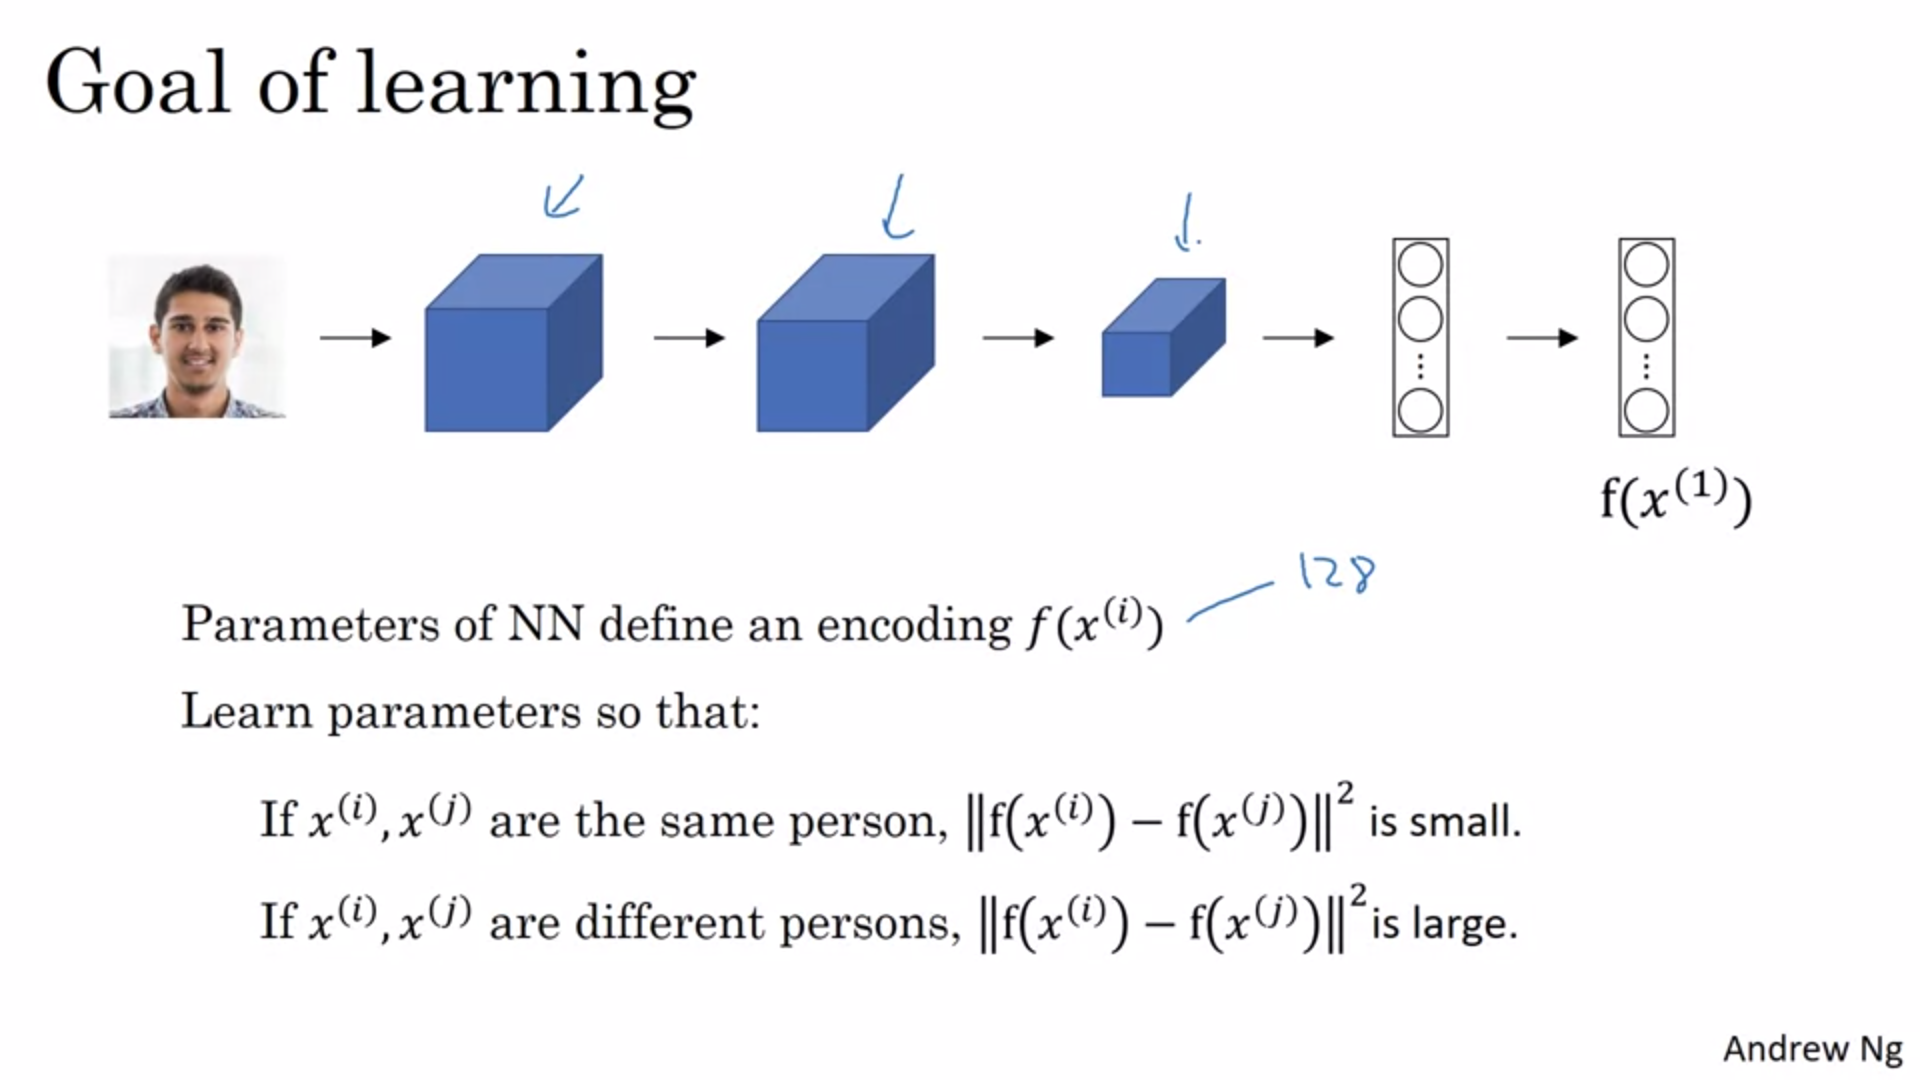 Goal of learning
f(x⁽¹⁾)
128
Parameters of NN define an encoding f(x⁽ⁱ⁾)
Learn parameters so that:
If x⁽ⁱ⁾, x⁽ʲ⁾ are the same person, ‖f(x⁽ⁱ⁾) − f(x⁽ʲ⁾)‖² is small.
If x⁽ⁱ⁾, x⁽ʲ⁾ are different persons, ‖f(x⁽ⁱ⁾) − f(x⁽ʲ⁾)‖² is large.
Andrew Ng